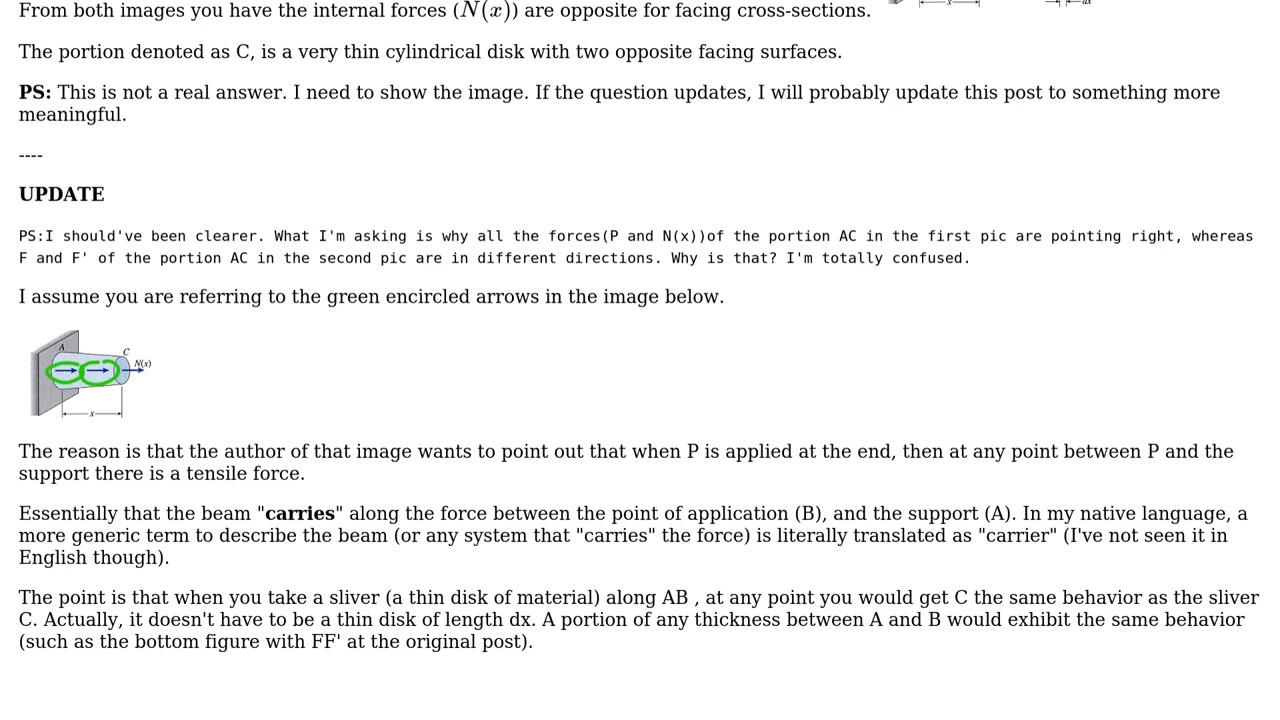 From both images you have the internal forces (N(x)) are opposite for facing cross-sections.
x
dx
The portion denoted as C, is a very thin cylindrical disk with two opposite facing surfaces.
PS: This is not a real answer. I need to show the image. If the question updates, I will probably update this post to something more
meaningful.
----
UPDATE
PS:I should've been clearer. What I'm asking is why all the forces(P and N(x))of the portion AC in the first pic are pointing right, whereas
F and F' of the portion AC in the second pic are in different directions. Why is that? I'm totally confused.
I assume you are referring to the green encircled arrows in the image below.
A
C
N(x)
x
The reason is that the author of that image wants to point out that when P is applied at the end, then at any point between P and the
support there is a tensile force.
Essentially that the beam "carries" along the force between the point of application (B), and the support (A). In my native language, a
more generic term to describe the beam (or any system that "carries" the force) is literally translated as "carrier" (I've not seen it in
English though).
The point is that when you take a sliver (a thin disk of material) along AB , at any point you would get C the same behavior as the sliver
C. Actually, it doesn't have to be a thin disk of length dx. A portion of any thickness between A and B would exhibit the same behavior
(such as the bottom figure with FF' at the original post).